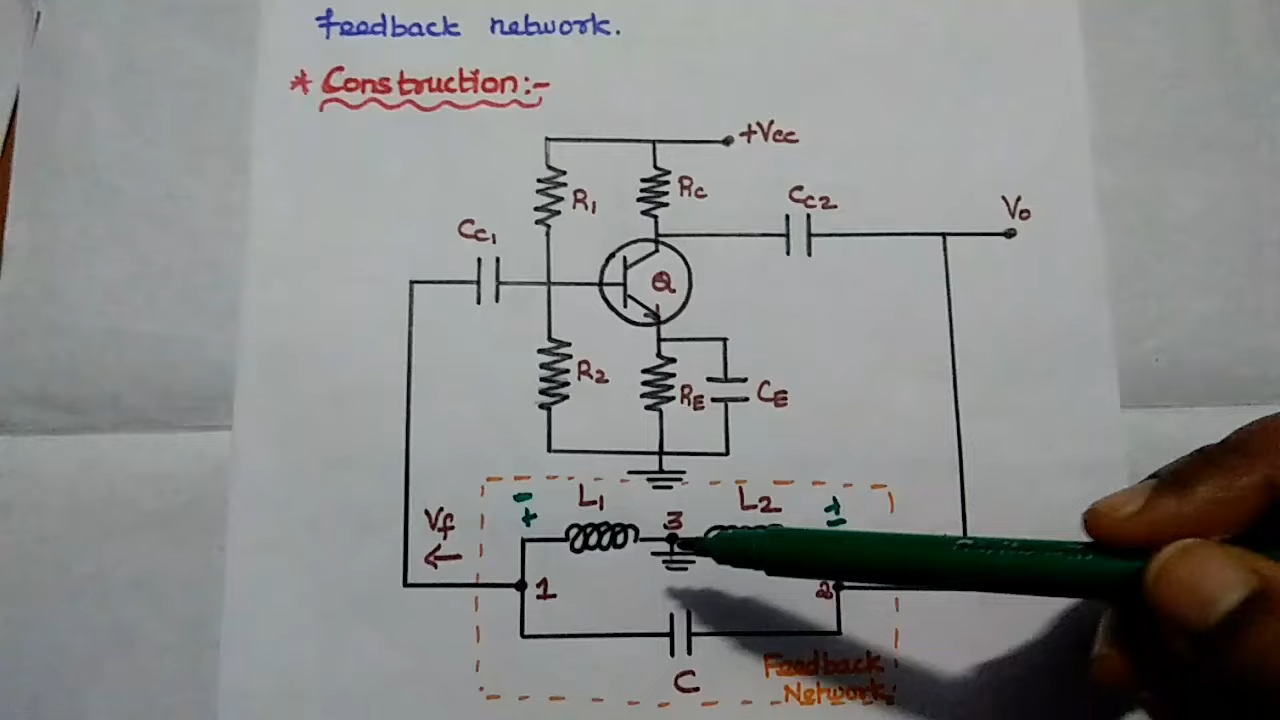 feedback network.
* Construction:-
+Vcc
R1
Rc
Cc2
Vo
Cc1
Q
R2
RE
CE
L1
L2
- 
+
+
-
3
Vf
1
2
C
Feedback
Network